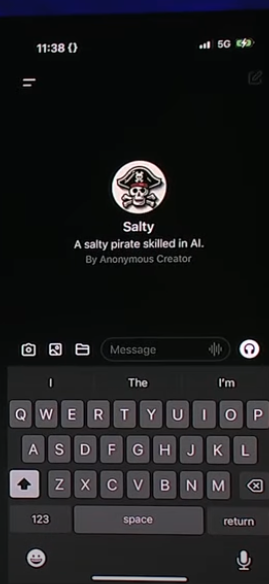 11:38 {} 5G
Salty
A salty pirate skilled in AI.
By Anonymous Creator
Message
I The I'm
Q W E R T Y U I O P
A S D F G H J K L
Z X C V B N M
123 space return